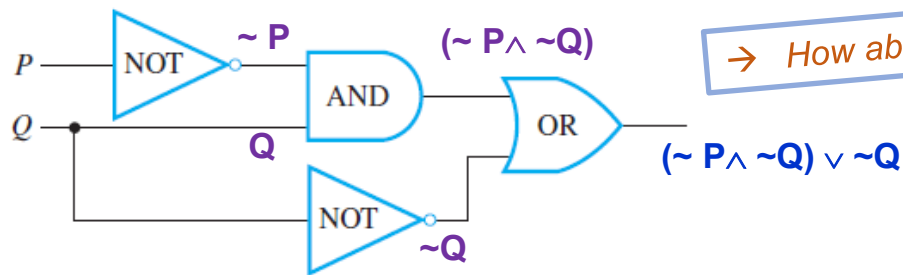 ~ P
(~ P∧ ~Q)
→ How ab
P
NOT
AND
Q
Q
OR
(~ P∧ ~Q) ∨ ~Q
NOT
~Q